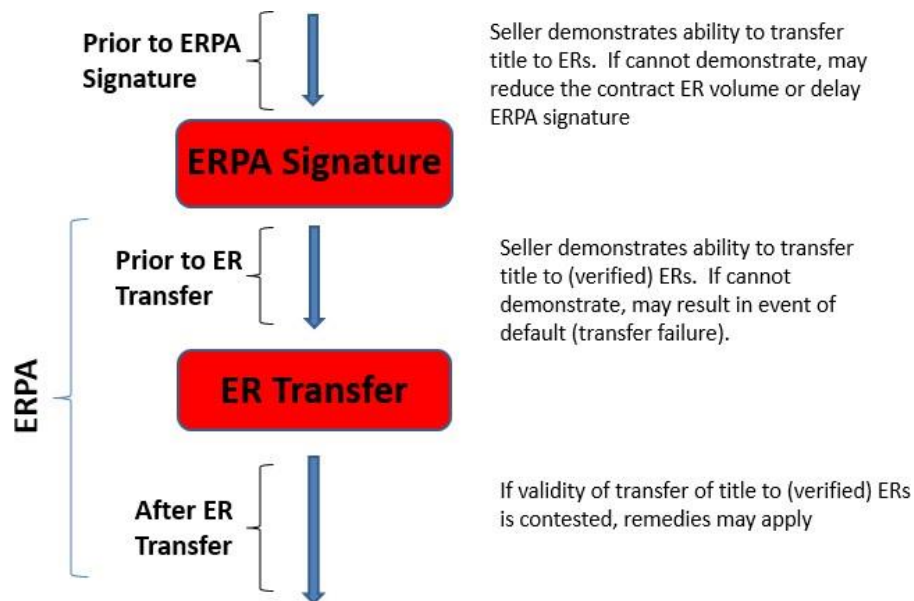 Prior to ERPA
Signature
Seller demonstrates ability to transfer
title to ERs. If cannot demonstrate, may
reduce the contract ER volume or delay
ERPA signature
ERPA Signature
Prior to ER
Transfer
Seller demonstrates ability to transfer
title to (verified) ERs. If cannot
demonstrate, may result in event of
default (transfer failure).
ERPA
ER Transfer
After ER
Transfer
If validity of transfer of title to (verified) ERs
is contested, remedies may apply